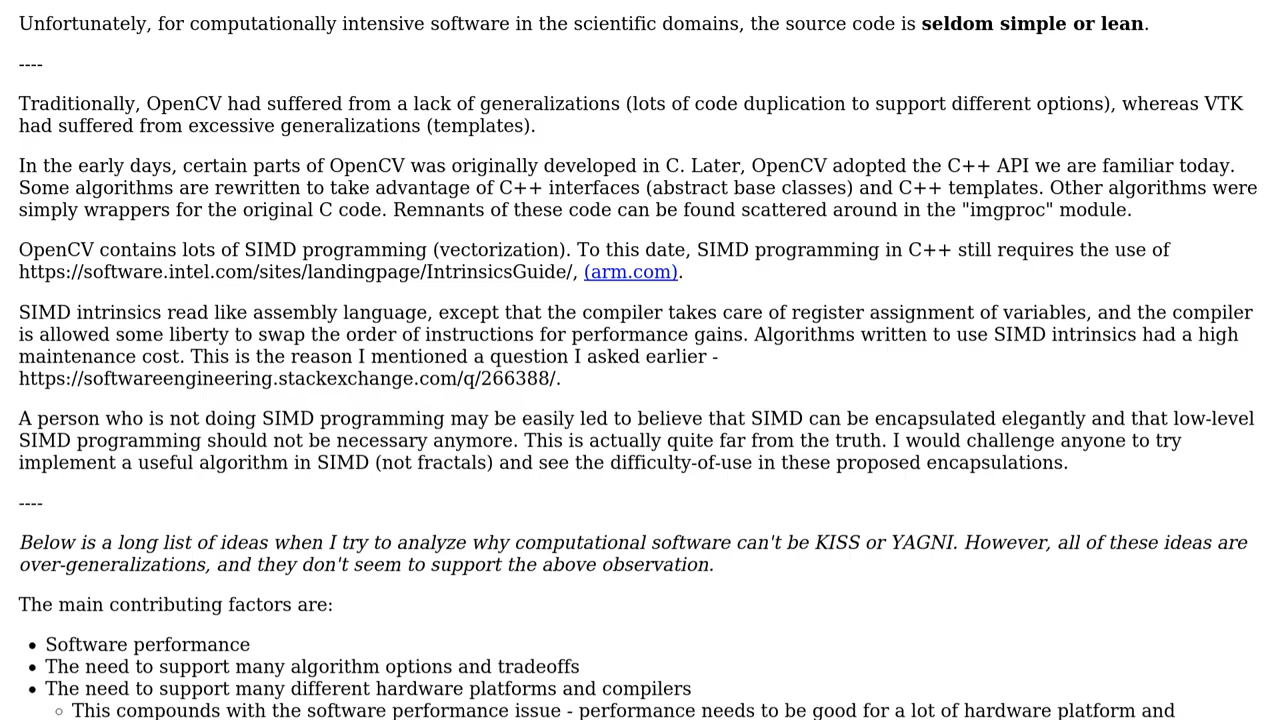 Unfortunately, for computationally intensive software in the scientific domains, the source code is seldom simple or lean.
----
Traditionally, OpenCV had suffered from a lack of generalizations (lots of code duplication to support different options), whereas VTK
had suffered from excessive generalizations (templates).
In the early days, certain parts of OpenCV was originally developed in C. Later, OpenCV adopted the C++ API we are familiar today.
Some algorithms are rewritten to take advantage of C++ interfaces (abstract base classes) and C++ templates. Other algorithms were
simply wrappers for the original C code. Remnants of these code can be found scattered around in the "imgproc" module.
OpenCV contains lots of SIMD programming (vectorization). To this date, SIMD programming in C++ still requires the use of
https://software.intel.com/sites/landingpage/IntrinsicsGuide/, (arm.com).
SIMD intrinsics read like assembly language, except that the compiler takes care of register assignment of variables, and the compiler
is allowed some liberty to swap the order of instructions for performance gains. Algorithms written to use SIMD intrinsics had a high
maintenance cost. This is the reason I mentioned a question I asked earlier -
https://softwareengineering.stackexchange.com/q/266388/.
A person who is not doing SIMD programming may be easily led to believe that SIMD can be encapsulated elegantly and that low-level
SIMD programming should not be necessary anymore. This is actually quite far from the truth. I would challenge anyone to try
implement a useful algorithm in SIMD (not fractals) and see the difficulty-of-use in these proposed encapsulations.
----
Below is a long list of ideas when I try to analyze why computational software can't be KISS or YAGNI. However, all of these ideas are
over-generalizations, and they don't seem to support the above observation.
The main contributing factors are:
• Software performance
• The need to support many algorithm options and tradeoffs
• The need to support many different hardware platforms and compilers
◦ This compounds with the software performance issue - performance needs to be good for a lot of hardware platform and